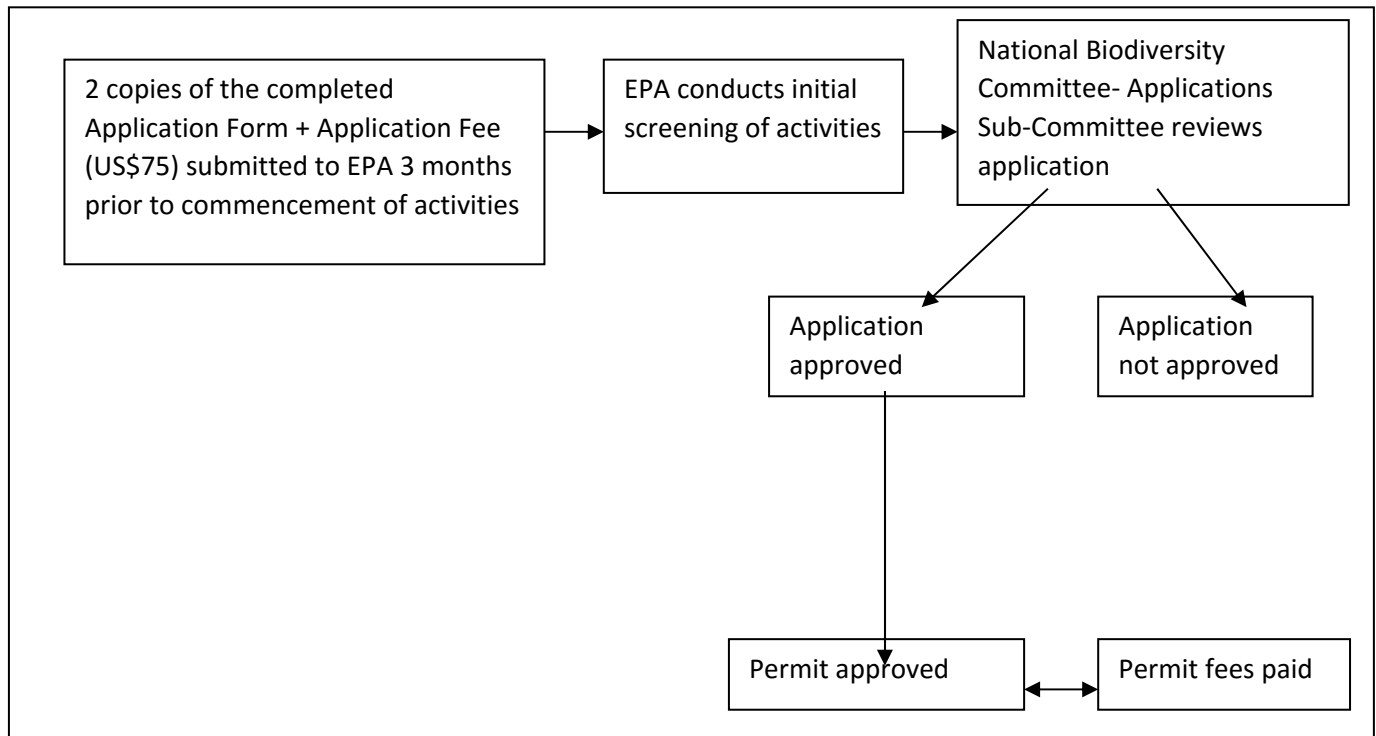 2 copies of the completed
Application Form + Application Fee
(US$75) submitted to EPA 3 months
prior to commencement of activities
EPA conducts initial
screening of activities
National Biodiversity
Committee- Applications
Sub-Committee reviews
application
Application
approved
Application
not approved
Permit approved
Permit fees paid